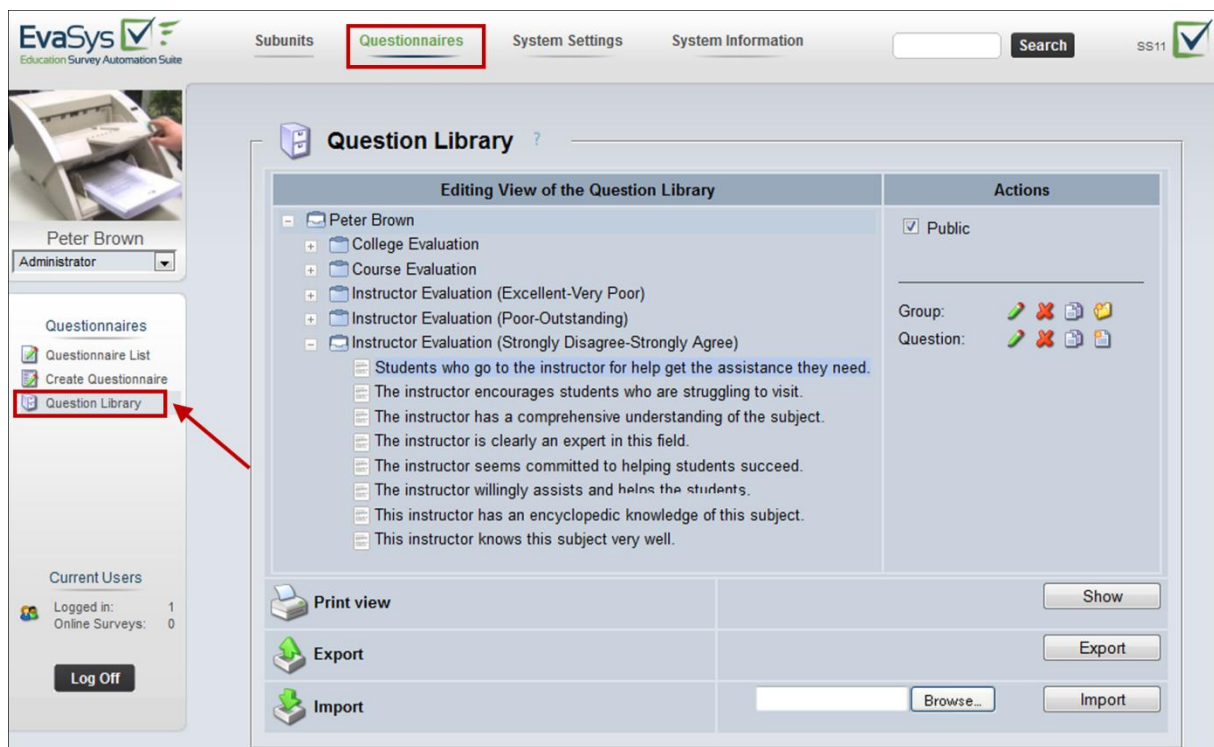 EvaSys
Education Survey Automation Suite
Subunits Questionnaires System Settings System Information Search SS11
Peter Brown
Administrator
Questionnaires
Questionnaire List
Create Questionnaire
Question Library
Current Users
Logged in: 1
Online Surveys: 0
Log Off
Question Library ?
Editing View of the Question Library Actions
Peter Brown
College Evaluation
Course Evaluation
Instructor Evaluation (Excellent-Very Poor)
Instructor Evaluation (Poor-Outstanding)
Instructor Evaluation (Strongly Disagree-Strongly Agree)
Students who go to the instructor for help get the assistance they need.
The instructor encourages students who are struggling to visit.
The instructor has a comprehensive understanding of the subject.
The instructor is clearly an expert in this field.
The instructor seems committed to helping students succeed.
The instructor willingly assists and helps the students.
This instructor has an encyclopedic knowledge of this subject.
This instructor knows this subject very well.
Public
Group:
Question:
Print view Show
Export Export
Import Browse... Import